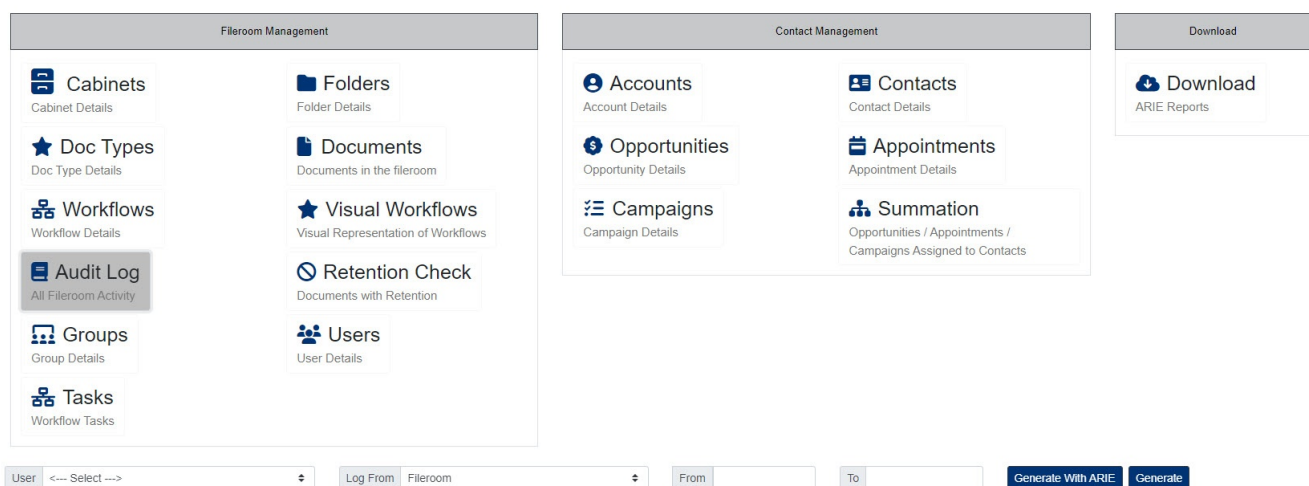 Fileroom Management
Cabinets
Cabinet Details
Folders
Folder Details
Doc Types
Doc Type Details
Documents
Documents in the fileroom
Workflows
Workflow Details
Visual Workflows
Visual Representation of Workflows
Audit Log
All Fileroom Activity
Retention Check
Documents with Retention
Groups
Group Details
Users
User Details
Tasks
Workflow Tasks
Contact Management
Accounts
Account Details
Contacts
Contact Details
Opportunities
Opportunity Details
Appointments
Appointment Details
Campaigns
Campaign Details
Summation
Opportunities / Appointments /
Campaigns Assigned to Contacts
Download
Download
ARIE Reports
User <--- Select ---> Log From Fileroom From To Generate With ARIE Generate